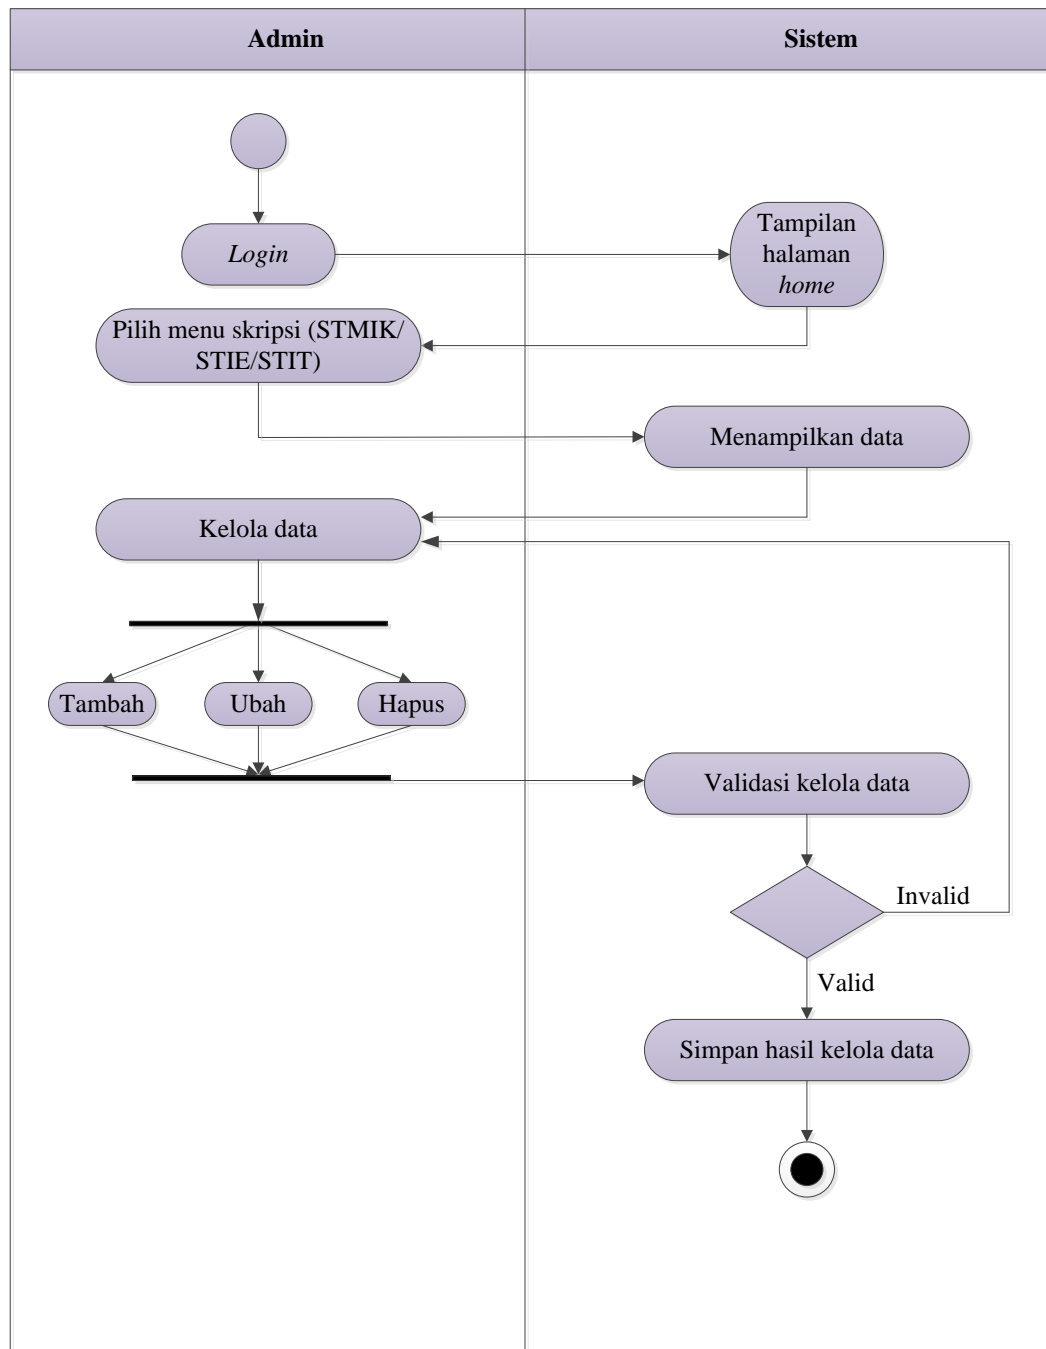 Admin
Sistem
Login
Tampilan
halaman
home
Pilih menu skripsi (STMIK/
STIE/STIT)
Menampilkan data
Kelola data
Tambah
Ubah
Hapus
Validasi kelola data
Invalid
Valid
Simpan hasil kelola data